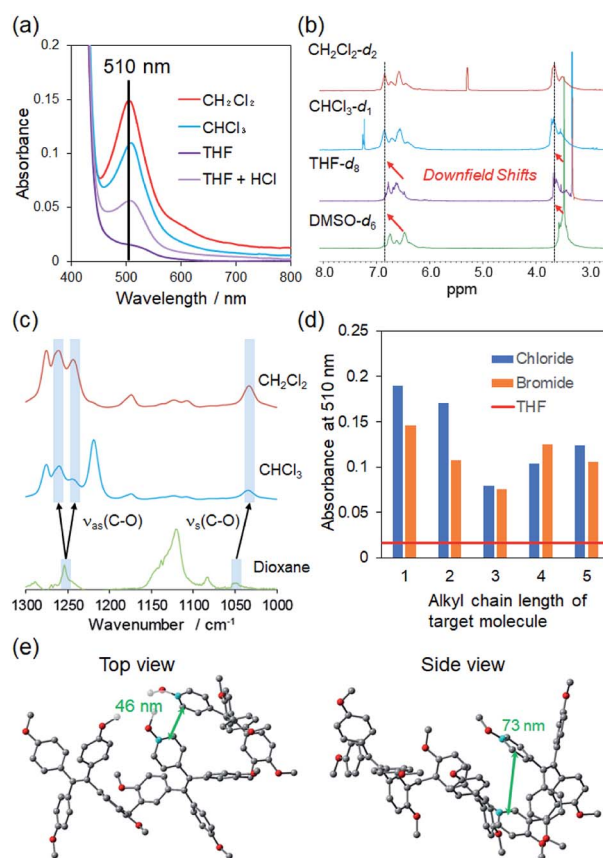 (a)
510 nm
CH₂Cl₂
CHCl₃
THF
THF + HCl
Absorbance
0.2
0.15
0.1
0.05
0
400 500 600 700 800
Wavelength / nm
(b)
CH₂Cl₂-d₂
CHCl₃-d₁
THF-d₈
DMSO-d₆
Downfield Shifts
8.0 7.0 6.0 5.0 4.0 3.0
ppm
(c)
CH₂Cl₂
CHCl₃
νas(C-O)
νs(C-O)
Dioxane
1300 1250 1200 1150 1100 1050 1000
Wavenumber / cm⁻¹
(d)
Absorbance at 510 nm
0.25
0.2
0.15
0.1
0.05
0
Chloride
Bromide
THF
1 2 3 4 5
Alkyl chain length of
target molecule
(e)
Top view
46 nm
Side view
73 nm